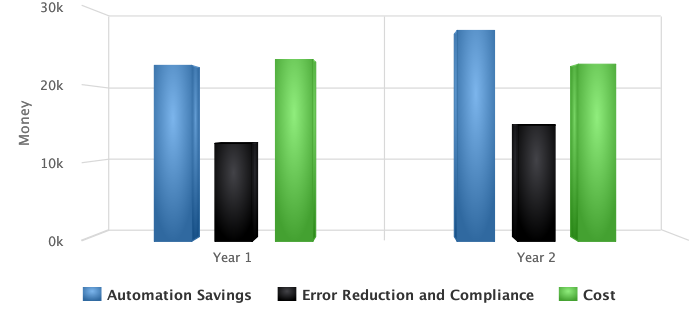 30k
20k
10k
0k
Money
Year 1
Year 2
Automation Savings
Error Reduction and Compliance
Cost